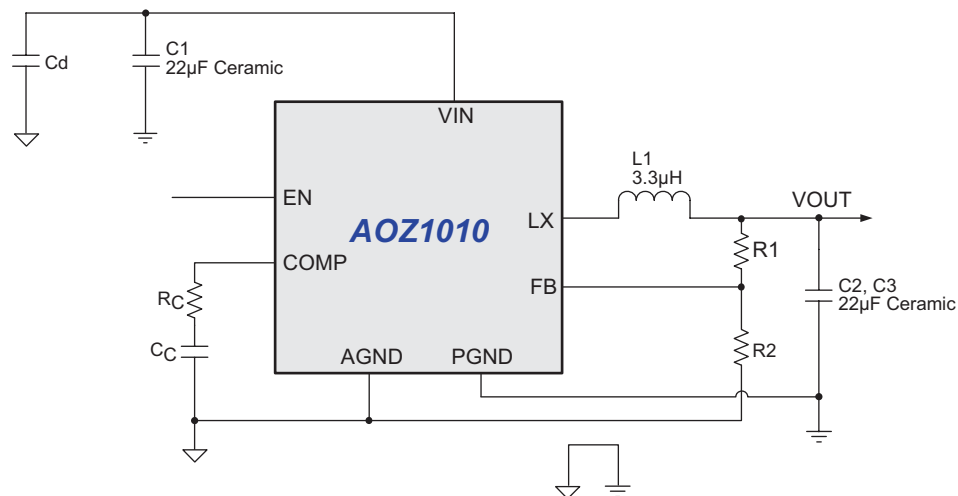 Cd
C1
22µF Ceramic
VIN
L1
3.3µH
VOUT
EN
AOZ1010
LX
R1
COMP
FB
C2, C3
22µF Ceramic
RC
R2
CC
AGND
PGND